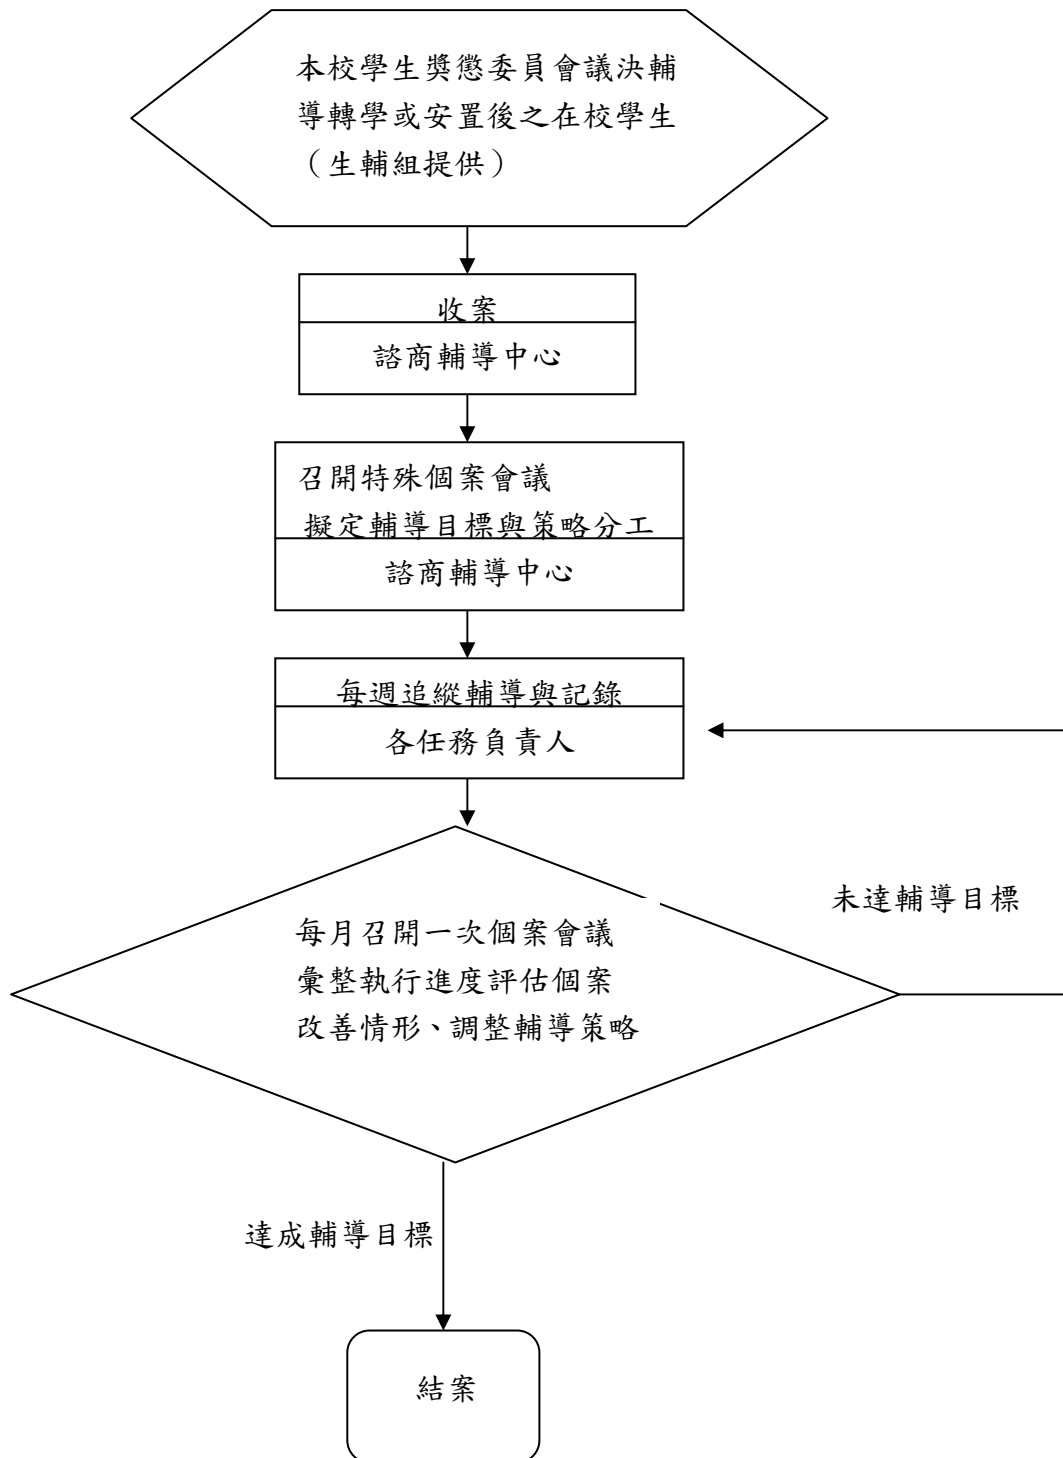 本校學生獎懲委員會議決輔
導轉學或安置後之在校學生
（生輔組提供）
收案
諮商輔導中心
召開特殊個案會議
擬定輔導目標與策略分工
諮商輔導中心
每週追縱輔導與記錄
各任務負責人
未達輔導目標
每月召開一次個案會議
彙整執行進度評估個案
改善情形、調整輔導策略
達成輔導目標
結案